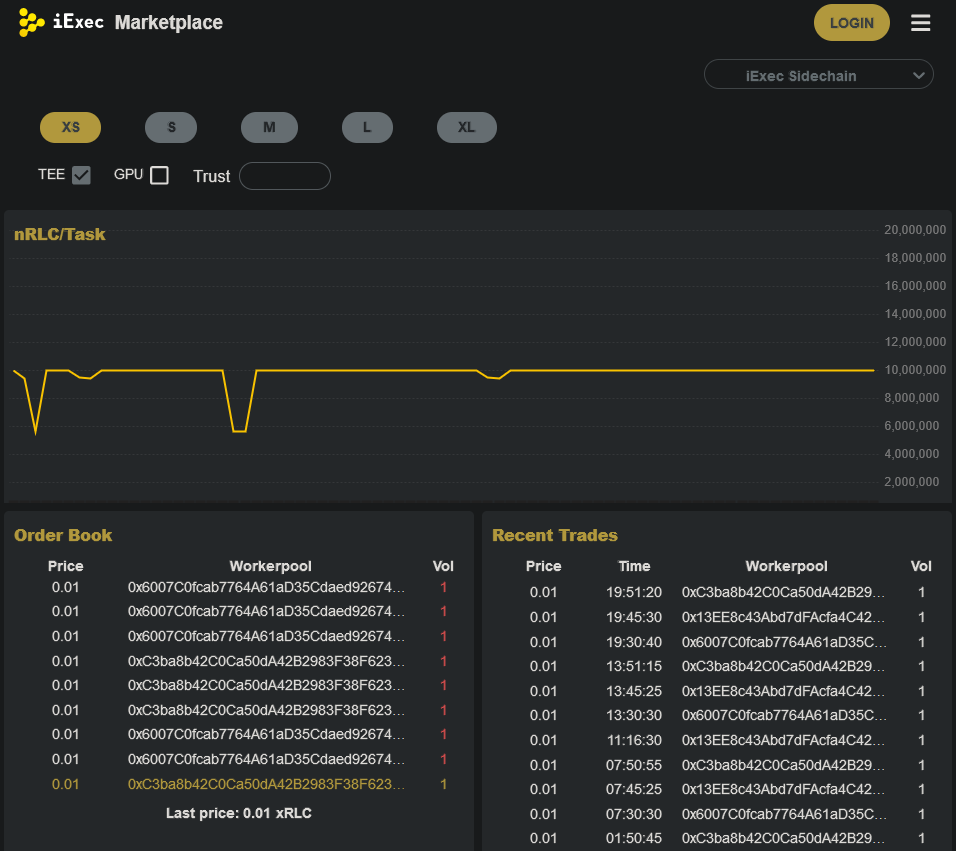 iExec Marketplace
LOGIN
iExec Sidechain
XS S M L XL
TEE GPU Trust
nRLC/Task
20,000,000
18,000,000
16,000,000
14,000,000
12,000,000
10,000,000
8,000,000
6,000,000
4,000,000
2,000,000
Order Book
Price Workerpool Vol
0.01 0x6007C0fcab7764A61aD35Cdaed92674... 1
0.01 0x6007C0fcab7764A61aD35Cdaed92674... 1
0.01 0x6007C0fcab7764A61aD35Cdaed92674... 1
0.01 0xC3ba8b42C0Ca50dA42B2983F38F623... 1
0.01 0xC3ba8b42C0Ca50dA42B2983F38F623... 1
0.01 0xC3ba8b42C0Ca50dA42B2983F38F623... 1
0.01 0x6007C0fcab7764A61aD35Cdaed92674... 1
0.01 0x6007C0fcab7764A61aD35Cdaed92674... 1
0.01 0xC3ba8b42C0Ca50dA42B2983F38F623... 1
Last price: 0.01 xRLC
Recent Trades
Price Time Workerpool Vol
0.01 19:51:20 0xC3ba8b42C0Ca50dA42B29... 1
0.01 19:45:30 0x13EE8c43Abd7dFAcfa4C42... 1
0.01 19:30:40 0x6007C0fcab7764A61aD35C... 1
0.01 13:51:15 0xC3ba8b42C0Ca50dA42B29... 1
0.01 13:45:25 0x13EE8c43Abd7dFAcfa4C42... 1
0.01 13:30:30 0x6007C0fcab7764A61aD35C... 1
0.01 11:16:30 0x13EE8c43Abd7dFAcfa4C42... 1
0.01 07:50:55 0xC3ba8b42C0Ca50dA42B29... 1
0.01 07:45:25 0x13EE8c43Abd7dFAcfa4C42... 1
0.01 07:30:30 0x6007C0fcab7764A61aD35C... 1
0.01 01:50:45 0xC3ba8b42C0Ca50dA42B29... 1